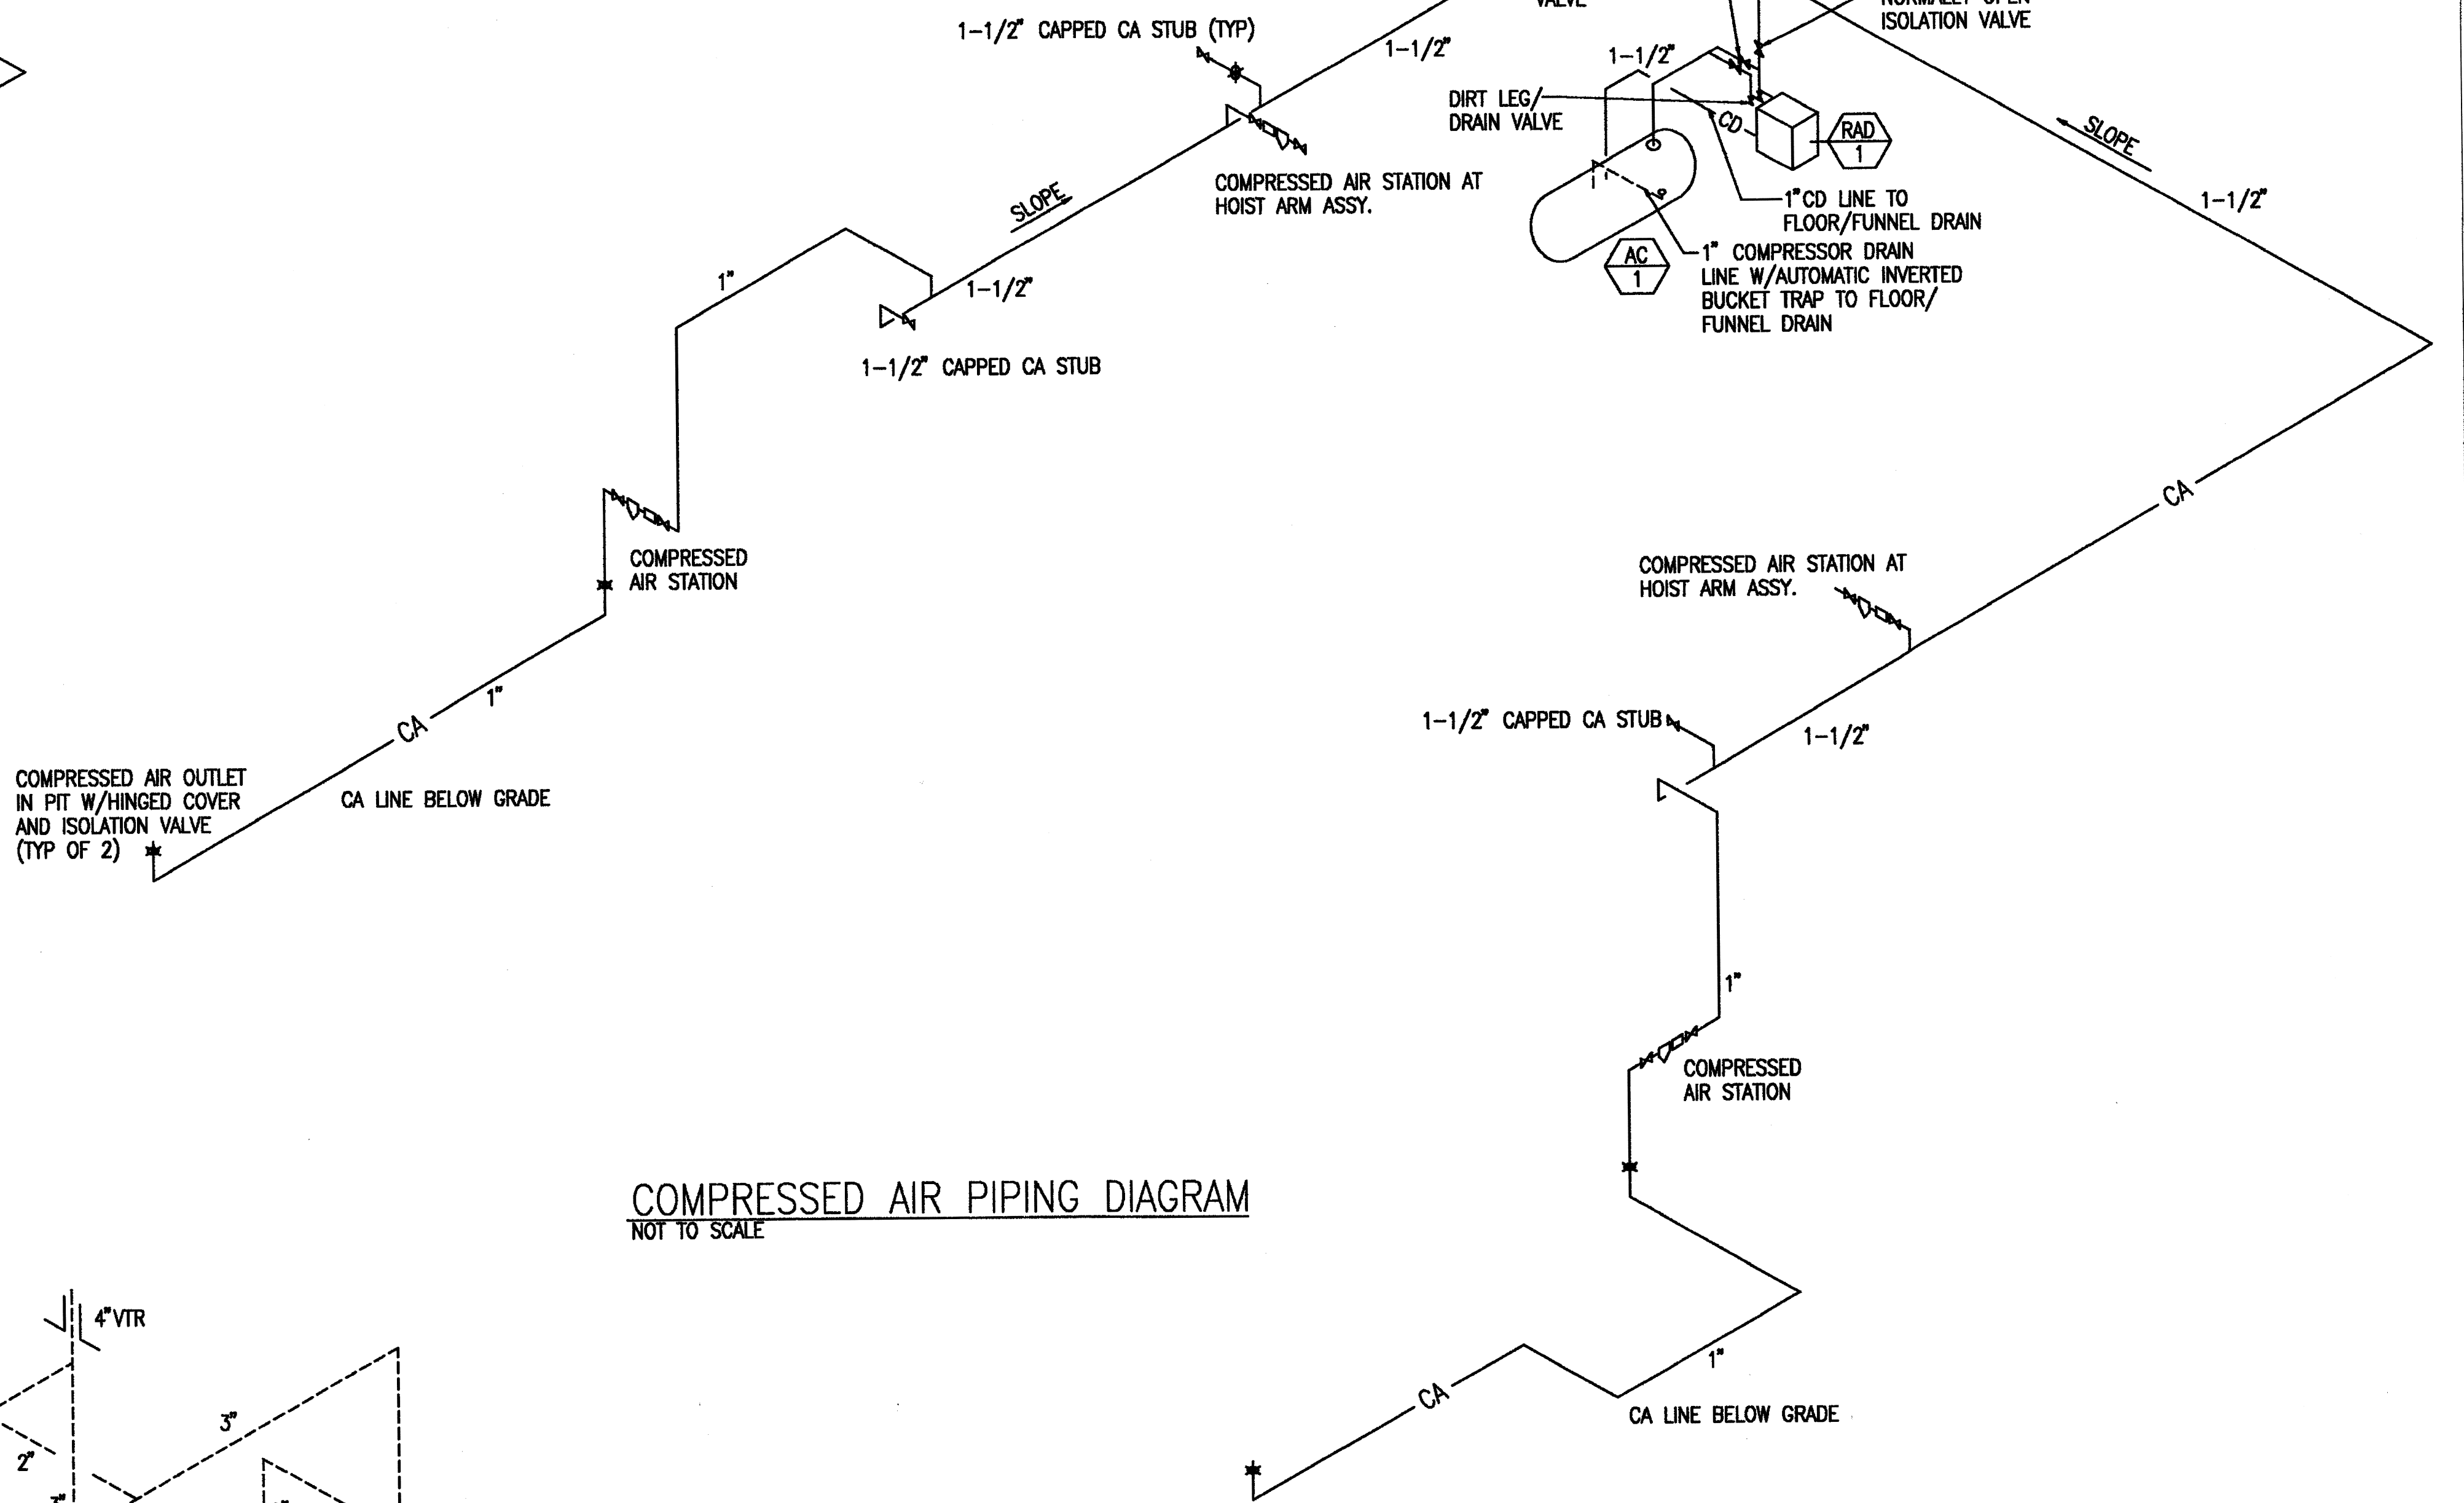 VALVE
NORMALLY OPEN
ISOLATION VALVE
1-1/2" CAPPED CA STUB (TYP)
1-1/2"
1-1/2"
DIRT LEG/
DRAIN VALVE
CD
RAD
1
SLOPE
1-1/2"
COMPRESSED AIR STATION AT
HOIST ARM ASSY.
SLOPE
1"CD LINE TO
FLOOR/FUNNEL DRAIN
AC
1
1" COMPRESSOR DRAIN
LINE W/AUTOMATIC INVERTED
BUCKET TRAP TO FLOOR/
FUNNEL DRAIN
1"
1-1/2"
1-1/2" CAPPED CA STUB
CA
COMPRESSED
AIR STATION
COMPRESSED AIR STATION AT
HOIST ARM ASSY.
1"
CA
1-1/2" CAPPED CA STUB
1-1/2"
COMPRESSED AIR OUTLET
IN PIT W/HINGED COVER
AND ISOLATION VALVE
(TYP OF 2)
CA LINE BELOW GRADE
1"
COMPRESSED
AIR STATION
COMPRESSED AIR PIPING DIAGRAM
NOT TO SCALE
4"VTR
3"
2"
1"
CA
CA LINE BELOW GRADE